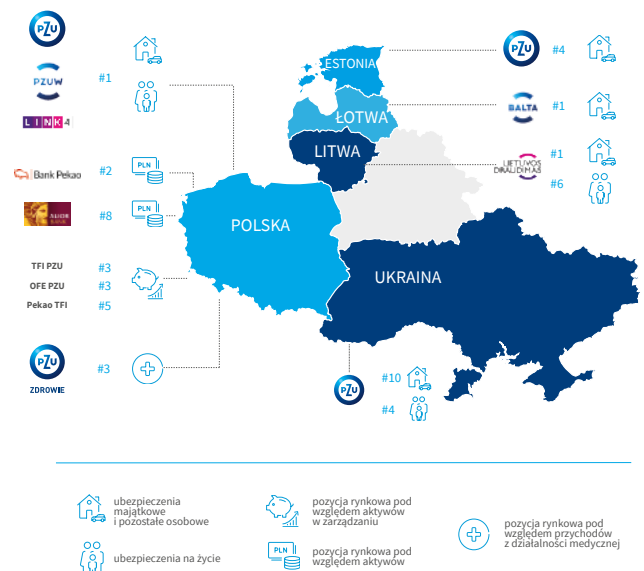 PZU
PZUW
#1
LINK4
Bank Pekao
#2
PLN
ALIOR
BANK
#8
PLN
TFI PZU
#3
OFE PZU
#3
Pekao TFI
#5
PZU
ZDROWIE
#3
ESTONIA
ŁOTWA
LITWA
POLSKA
UKRAINA
PZU
#4
BALTA
#1
LIETUVOS
DRAUDIMAS
#1
#6
PZU
#10
#4
ubezpieczenia
majątkowe
i pozostałe osobowe
ubezpieczenia na życie
pozycja rynkowa pod
względem aktywów
w zarządzaniu
PLN
pozycja rynkowa pod
względem aktywów
pozycja rynkowa pod
względem przychodów
z działalności medycznej